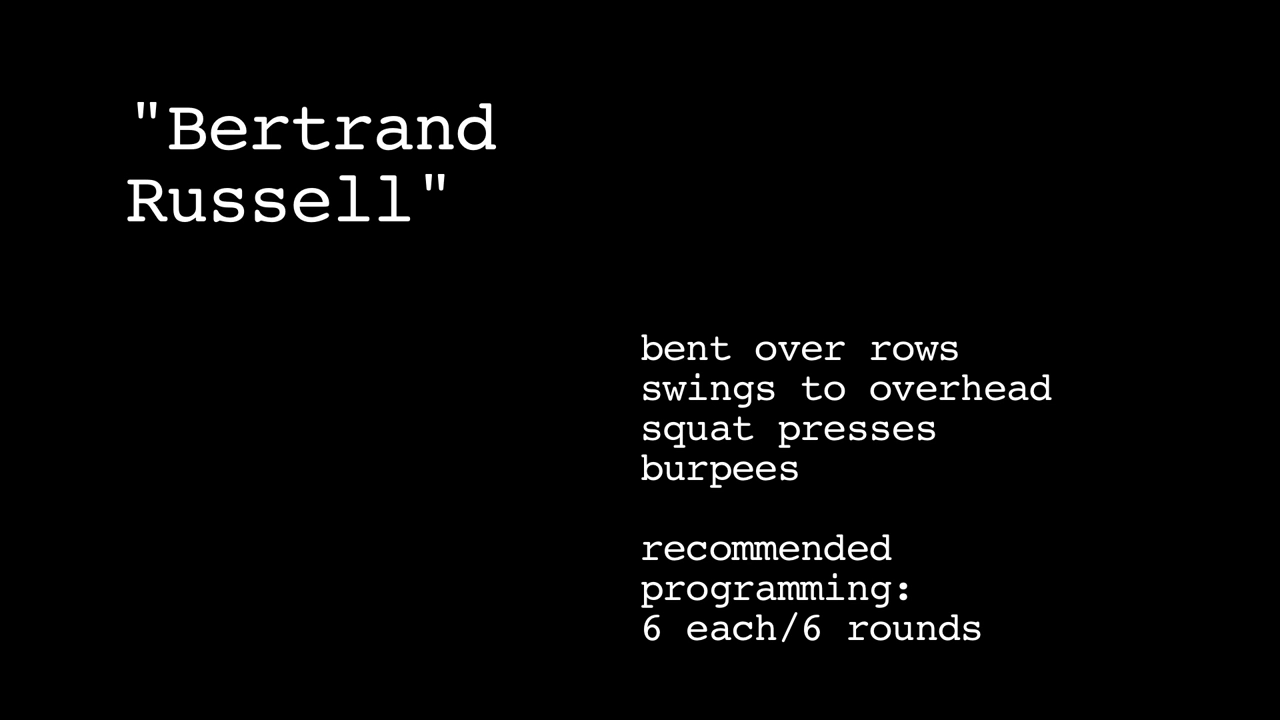 "Bertrand
Russell"
bent over rows
swings to overhead
squat presses
burpees
recommended
programming:
6 each/6 rounds